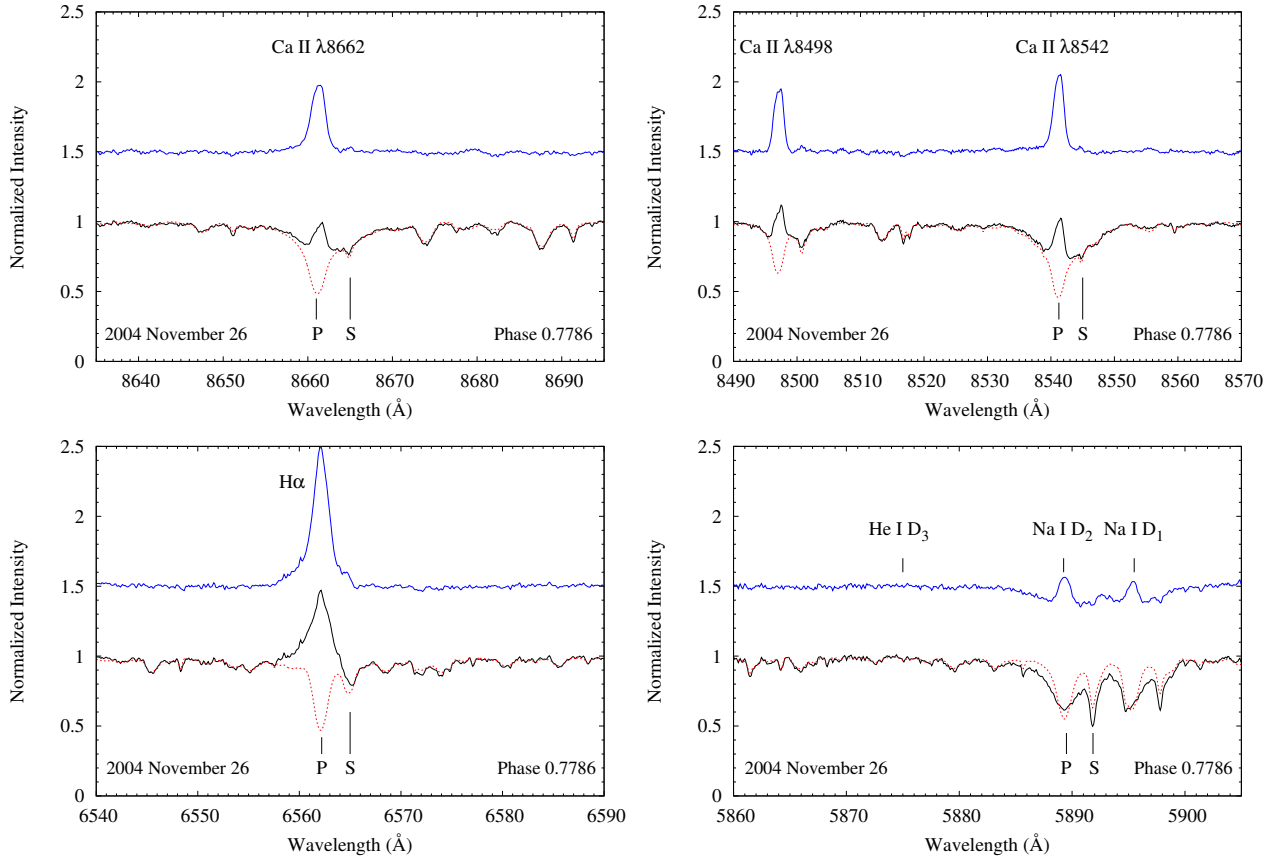 Ca II λ8662
Normalized Intensity
2.5
2
1.5
1
0.5
0
2004 November 26
P
S
Phase 0.7786
8640 8650 8660 8670 8680 8690
Wavelength (Å)
Ca II λ8498
Ca II λ8542
Normalized Intensity
2.5
2
1.5
1
0.5
0
2004 November 26
P
S
Phase 0.7786
8490 8500 8510 8520 8530 8540 8550 8560 8570
Wavelength (Å)
Hα
Normalized Intensity
2.5
2
1.5
1
0.5
0
2004 November 26
P
S
Phase 0.7786
6540 6550 6560 6570 6580 6590
Wavelength (Å)
He I D3
Na I D2
Na I D1
Normalized Intensity
2.5
2
1.5
1
0.5
0
2004 November 26
P
S
Phase 0.7786
5860 5870 5880 5890 5900
Wavelength (Å)